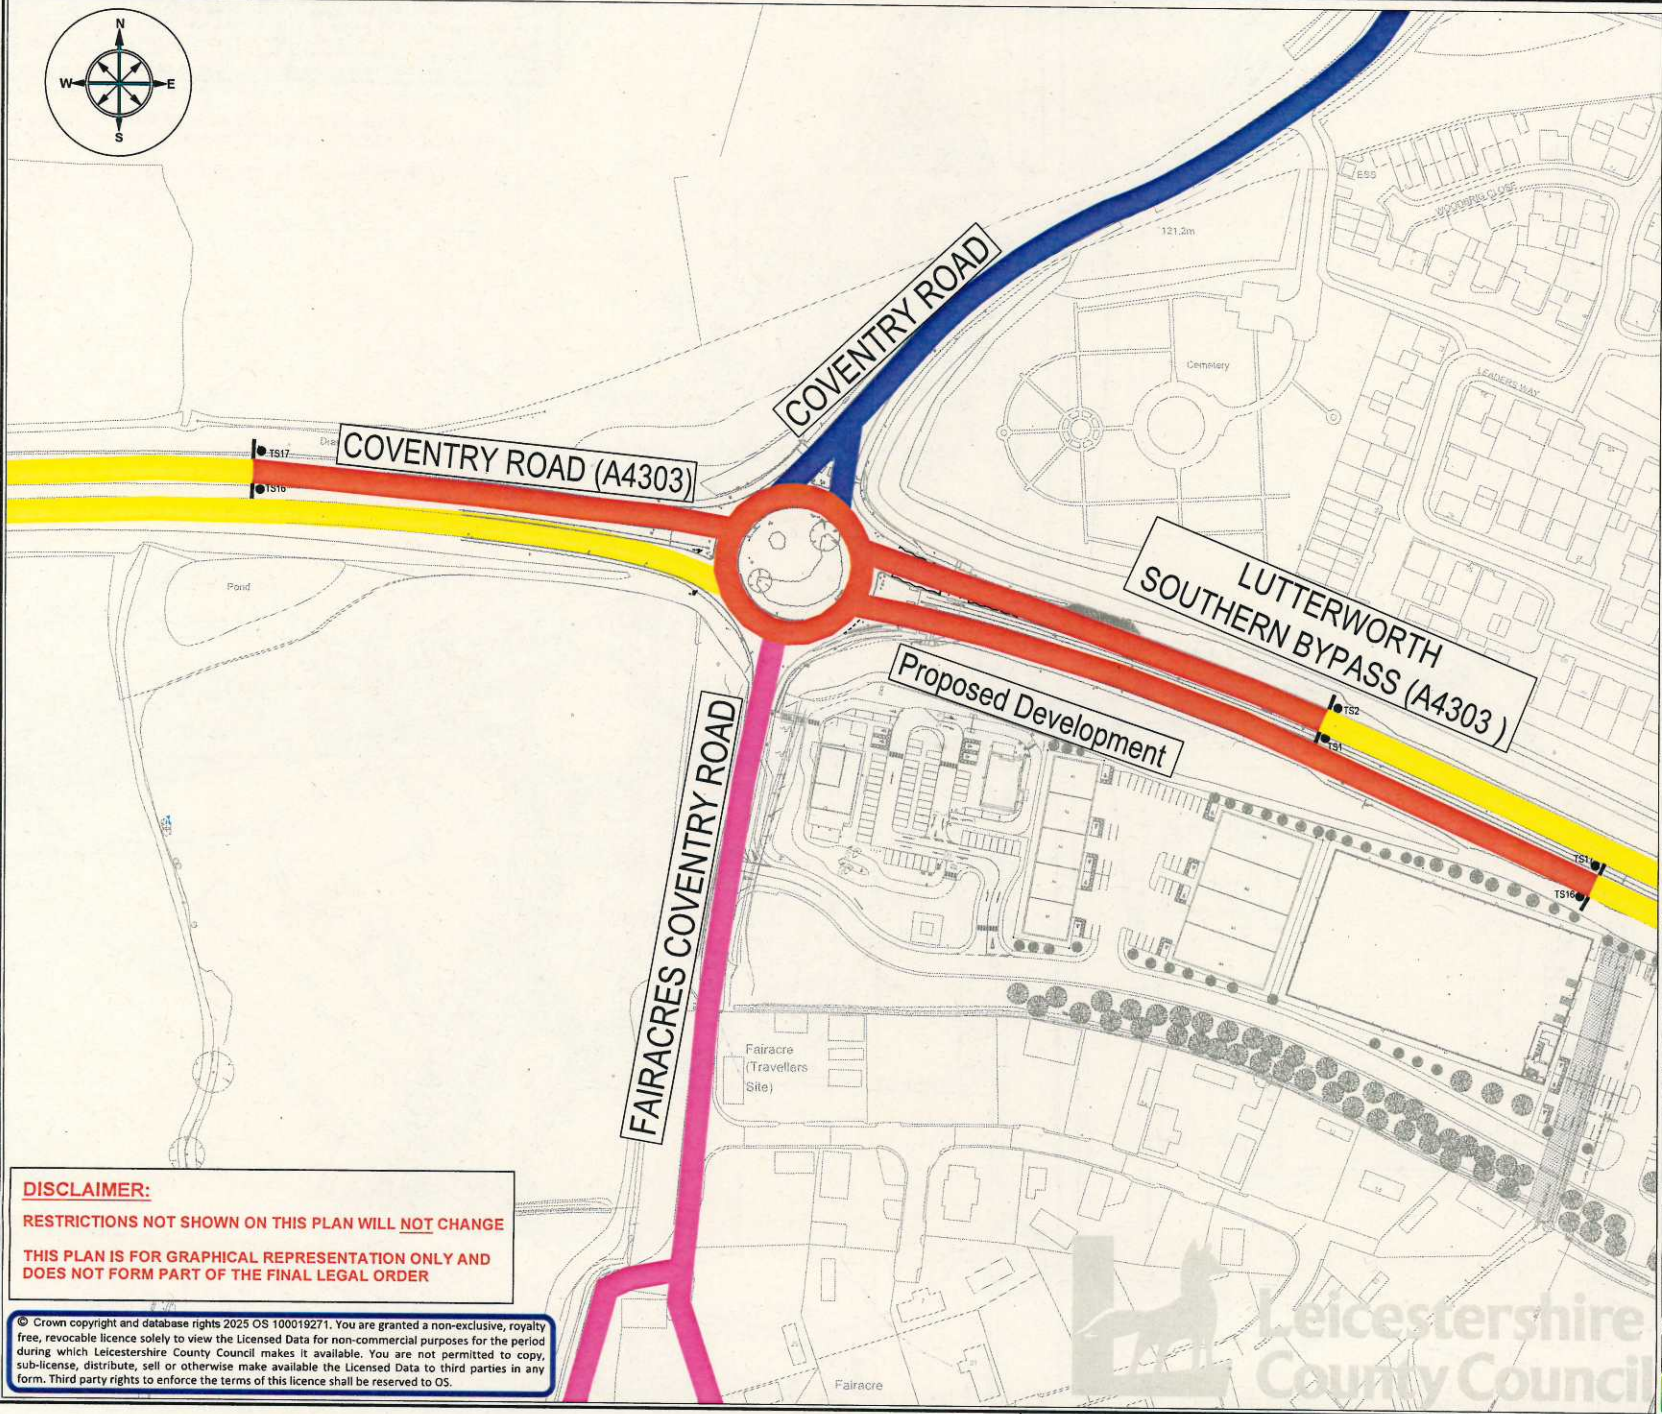 N
W E
S
ESS
WOODBRIG CLOSE
121.2m
COVENTRY ROAD
Cemetery
LEADERS WAY
COVENTRY ROAD (A4303)
TS17
TS16
Pond
LUTTERWORTH
SOUTHERN BYPASS (A4303 )
Proposed Development
TS2
TS1
FAIRACRES COVENTRY ROAD
TS16
Fairacre
(Travellers
Site)
DISCLAIMER:
RESTRICTIONS NOT SHOWN ON THIS PLAN WILL NOT CHANGE
THIS PLAN IS FOR GRAPHICAL REPRESENTATION ONLY AND
DOES NOT FORM PART OF THE FINAL LEGAL ORDER
© Crown copyright and database rights 2025 OS 100019271. You are granted a non-exclusive, royalty
free, revocable licence solely to view the Licensed Data for non-commercial purposes for the period
during which Leicestershire County Council makes it available. You are not permitted to copy,
sub-license, distribute, sell or otherwise make available the Licensed Data to third parties in any
form. Third party rights to enforce the terms of this licence shall be reserved to OS.
Fairacre
Leicestershire
County Council